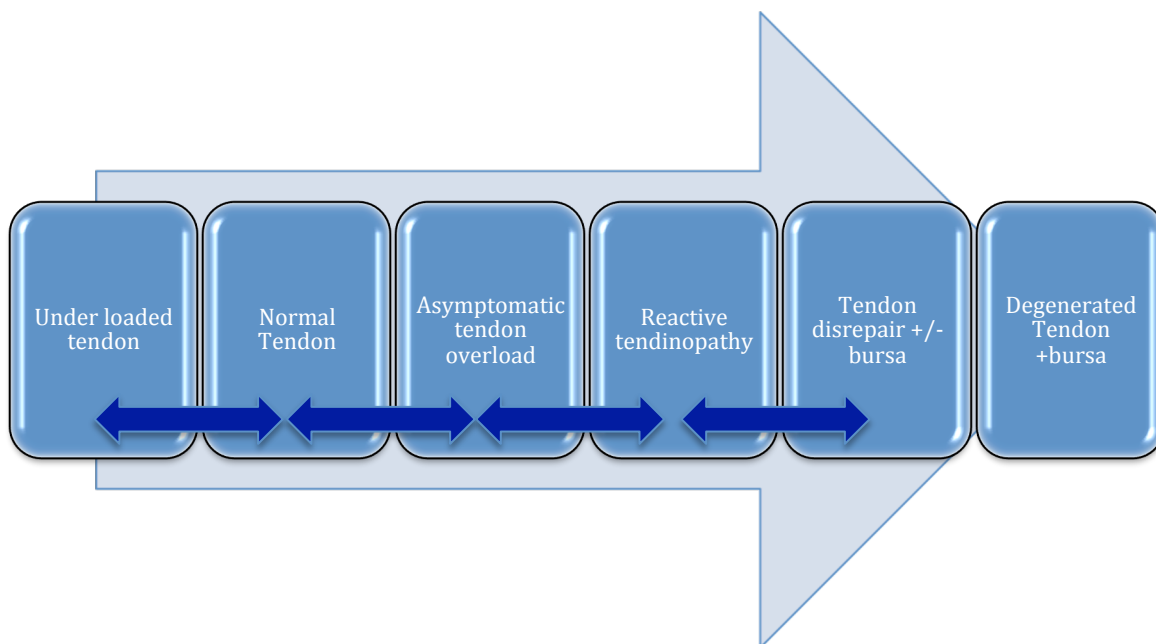 Under loaded
tendon
Normal
Tendon
Asymptomatic
tendon
overload
Reactive
tendinopathy
Tendon
disrepair +/-
bursa
Degenerated
Tendon
+bursa